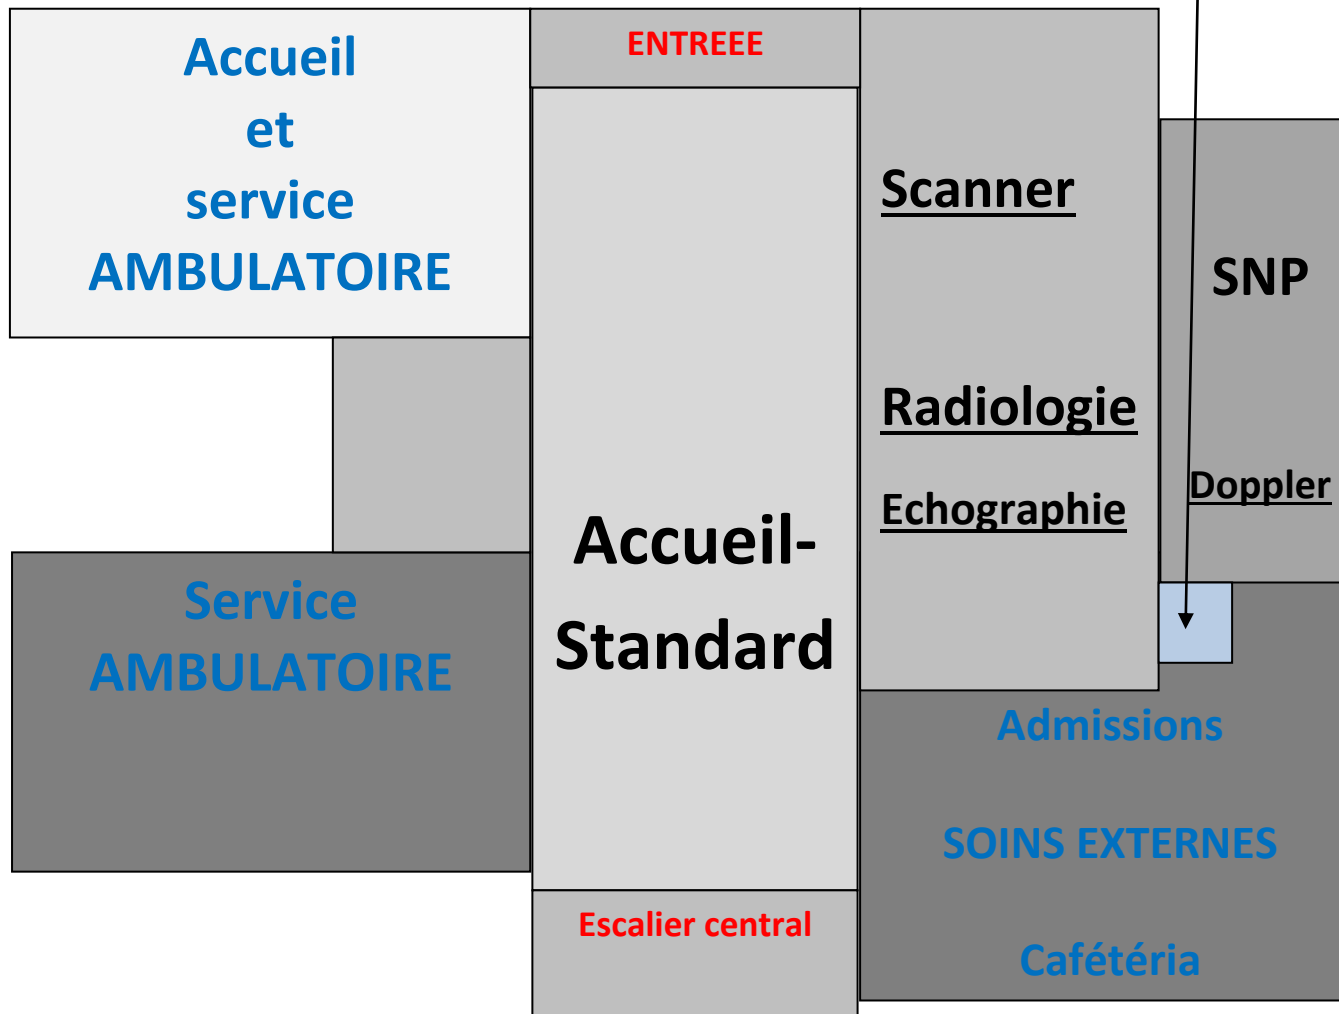 Accueil
et
service
AMBULATOIRE
ENTREEE
Scanner
SNP
Radiologie
Doppler
Echographie
Accueil-
Standard
Service
AMBULATOIRE
Admissions
SOINS EXTERNES
Escalier central
Cafétéria